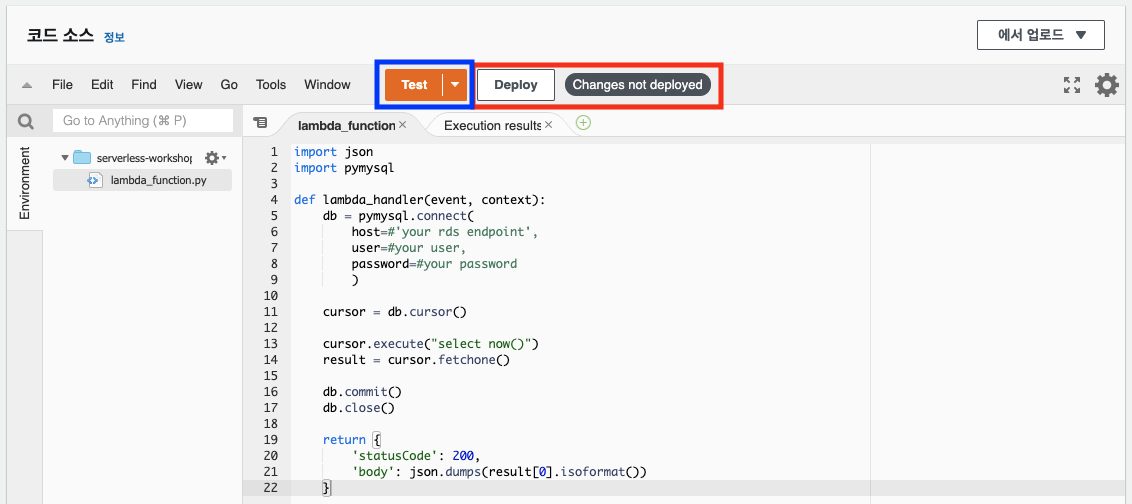 코드 소스 정보
에서 업로드 ▼
File Edit Find View Go Tools Window Test Deploy Changes not deployed
Go to Anything (⌘ P)
lambda_function × Execution results ×
Environment
serverless-workshop
lambda_function.py
1 import json
2 import pymysql
3
4 def lambda_handler(event, context):
5     db = pymysql.connect(
6         host=#'your rds endpoint',
7         user=#your user,
8         password=#your password
9         )
10
11     cursor = db.cursor()
12
13     cursor.execute("select now()")
14     result = cursor.fetchone()
15
16     db.commit()
17     db.close()
18
19     return {
20         'statusCode': 200,
21         'body': json.dumps(result[0].isoformat())
22     }